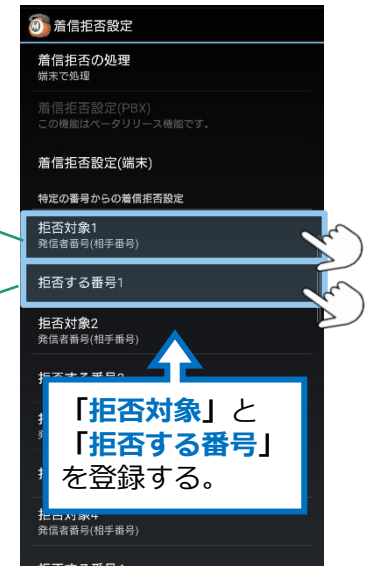 着信拒否設定
着信拒否の処理
端末で処理
着信拒否設定(PBX)
この機能はベータリリース機能です。
着信拒否設定(端末)
特定の番号からの着信拒否設定
拒否対象1
発信者番号(相手番号)
拒否する番号1
拒否対象2
発信者番号(相手番号)
「拒否対象」と
「拒否する番号」
を登録する。
拒否対象4
発信者番号(相手番号)